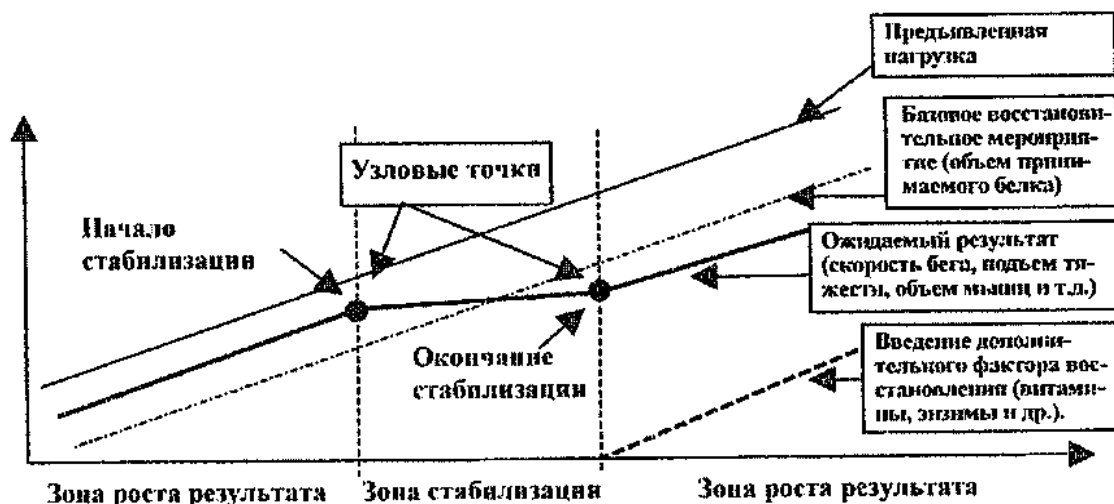 Предъявленная
нагрузка
Базовое восстанови-
тельное мероприя-
тие (объем прини-
маемого белка)
Узловые точки
Начало
стабилизации
Ожидаемый результат
(скорость бега, подъем тя-
жести, объем мышц и т.д.)
Окончание
стабилизации
Введение дополни-
тельного фактора вос-
становления (витами-
ны, энзимы и др.).
Зона роста результата
Зона стабилизации
Зона роста результата